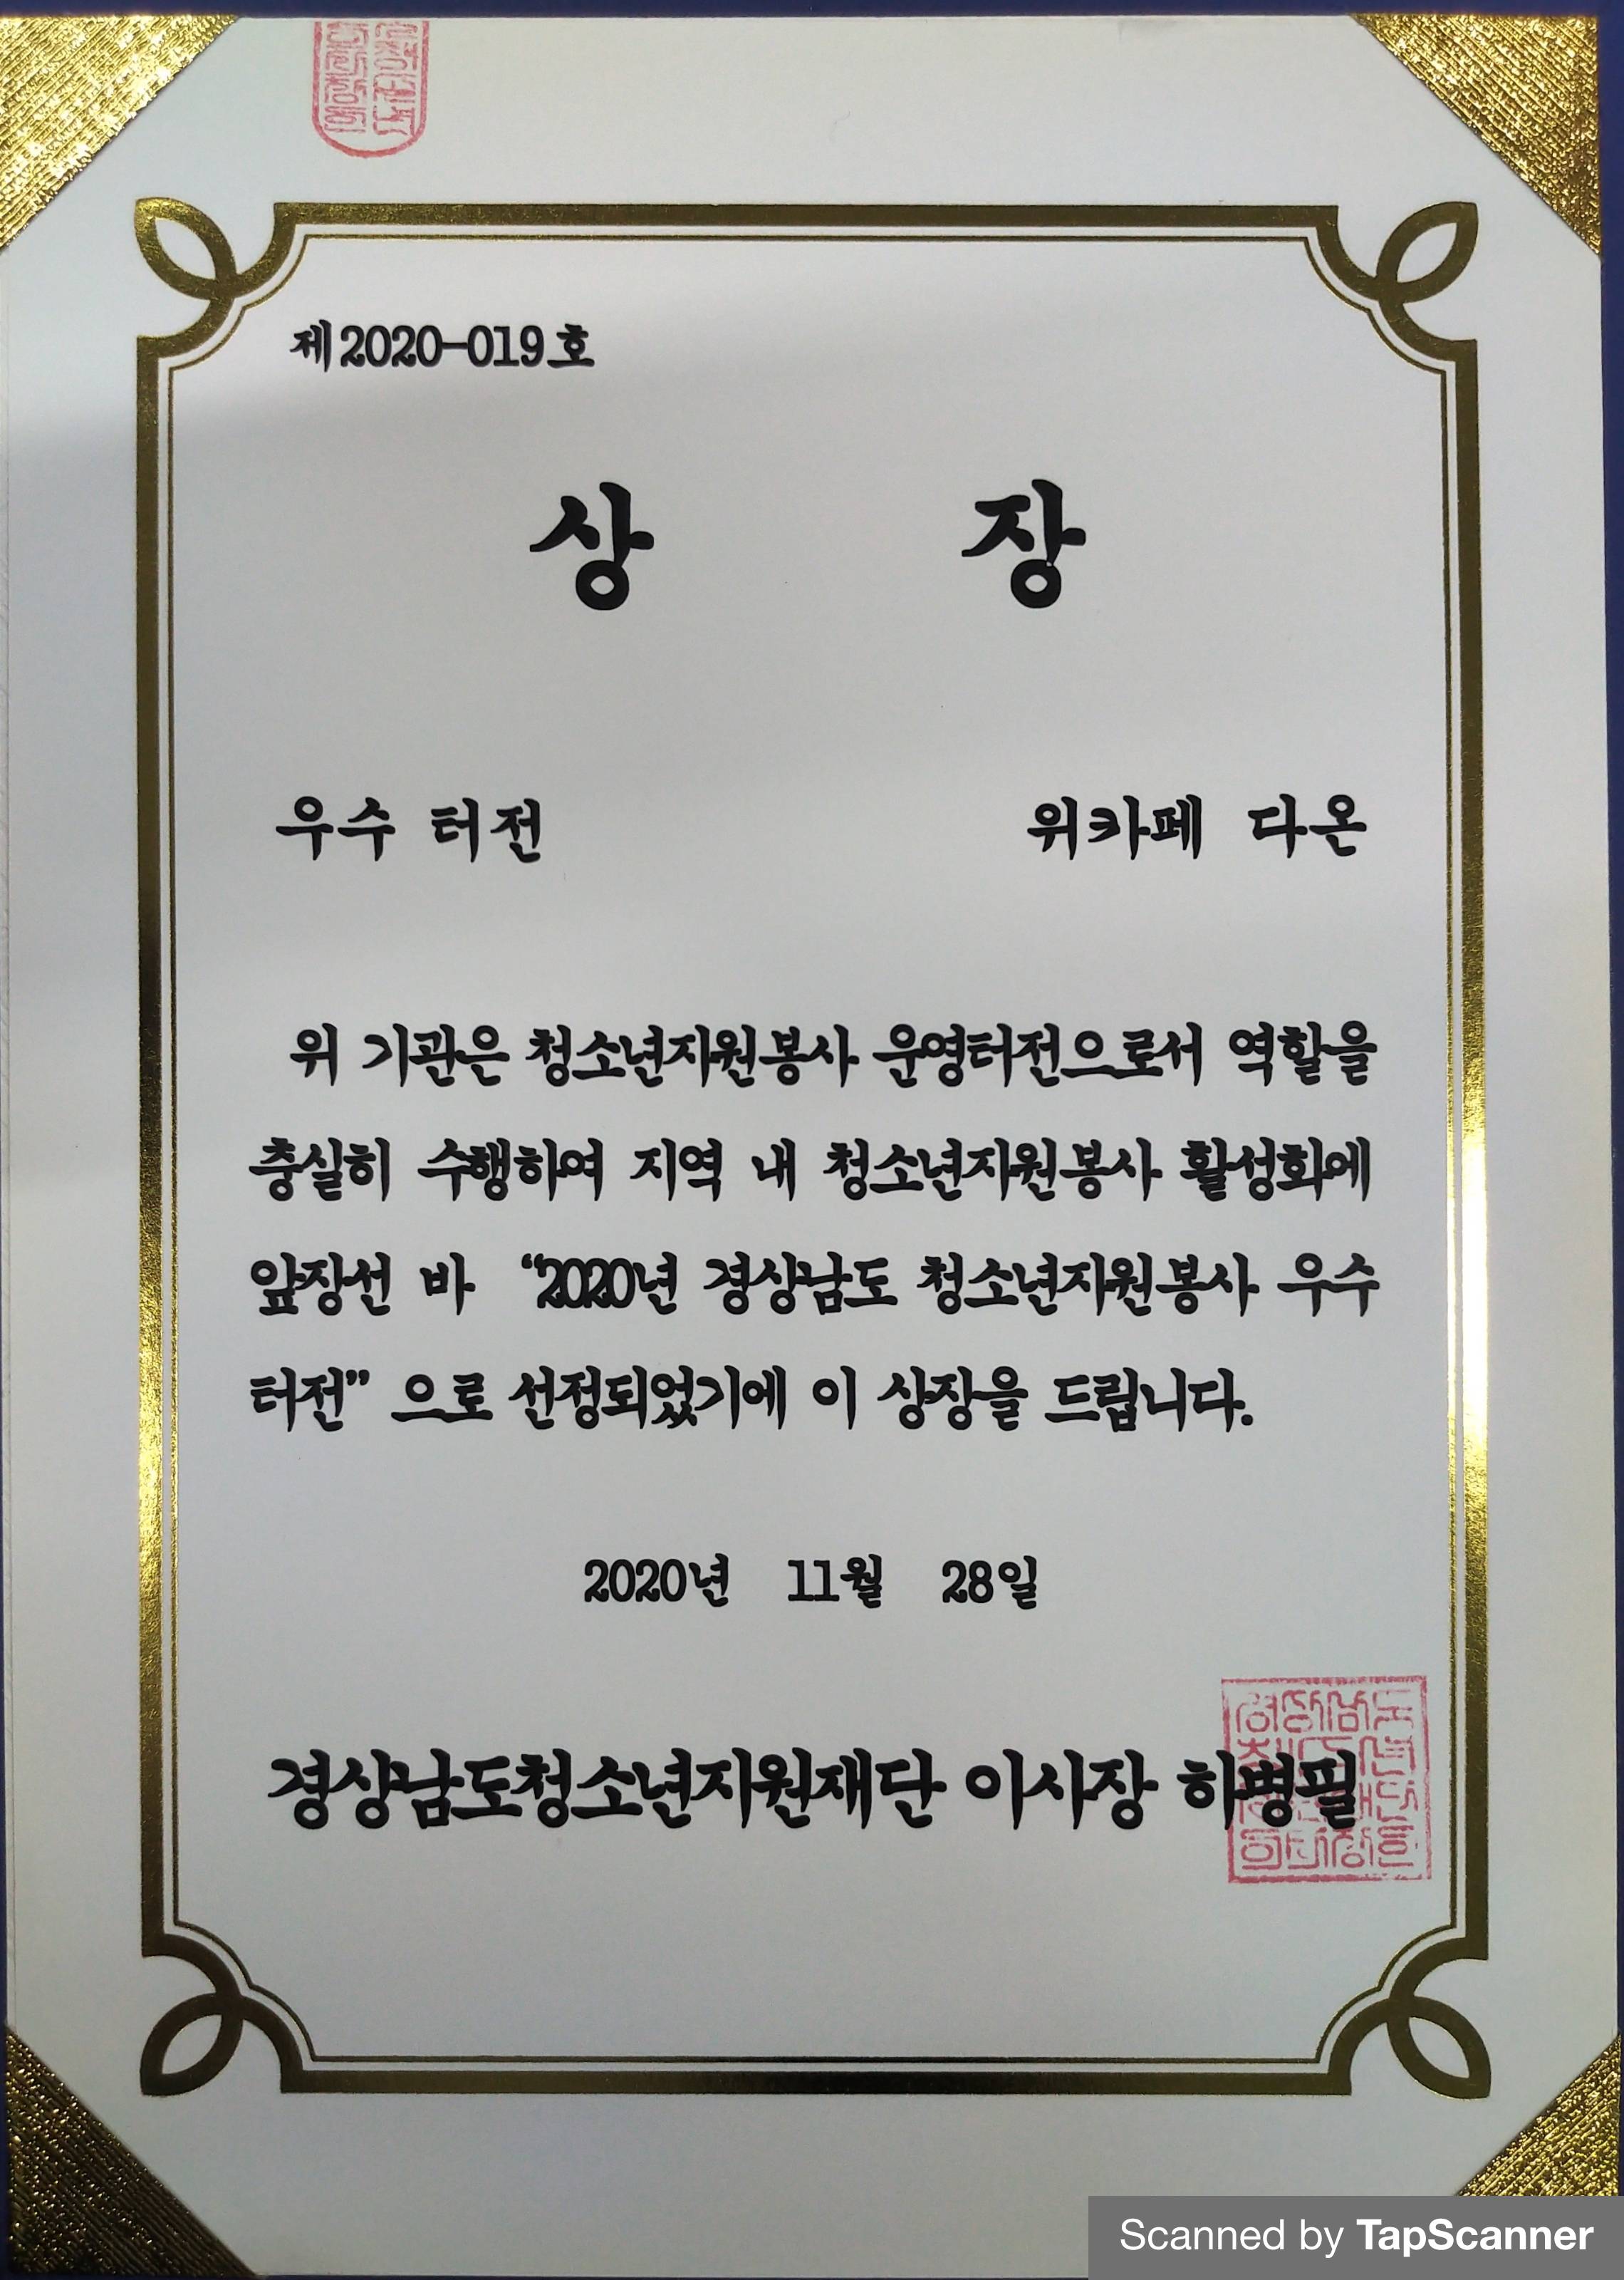 제2020-019호
상 장
우수 터전 위카페 다온
위 기관은 청소년자원봉사 운영터전으로서 역할을
충실히 수행하여 지역 내 청소년자원봉사 활성화에
앞장선 바 “2020년 경상남도 청소년자원봉사 우수
터전” 으로 선정되었기에 이 상장을 드립니다.
2020년 11월 28일
경상남도청소년지원재단 이사장 하병필
Scanned by TapScanner